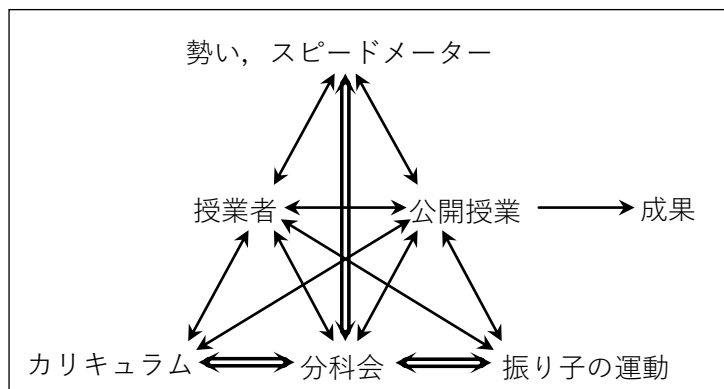 勢い，スピードメーター
授業者 公開授業 成果
カリキュラム 分科会 振り子の運動